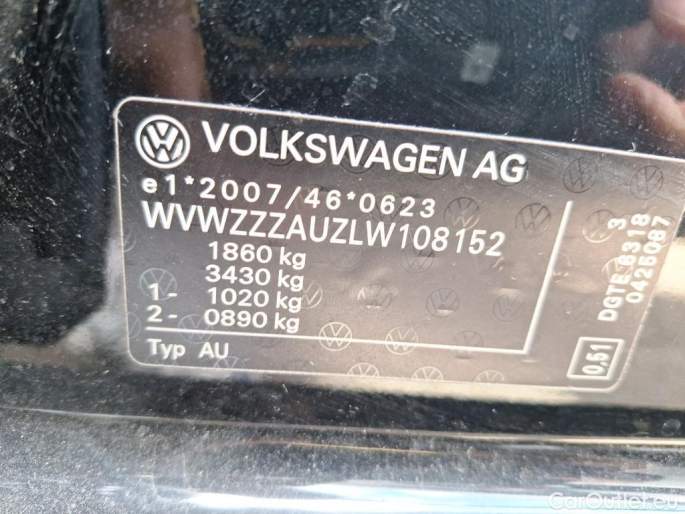 VOLKSWAGEN AG
e1*2007/46*0623
WVWZZZAUZLW108152
1860 kg
3430 kg
1- 1020 kg
2- 0890 kg
Typ AU
3
DGTE 6318
0425087
0,51
CarOutlet.eu